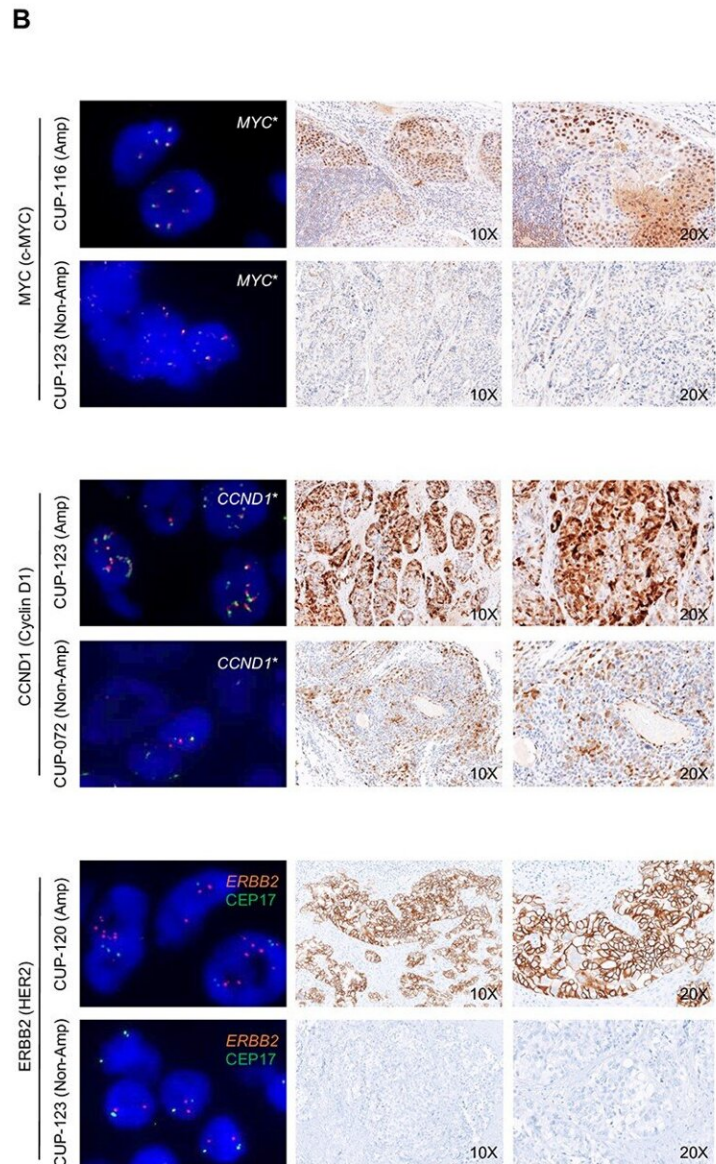 B
MYC (c-MYC)
CUP-116 (Amp)
MYC*
10X
20X
CUP-123 (Non-Amp)
MYC*
10X
20X
CCND1 (Cyclin D1)
CUP-123 (Amp)
CCND1*
10X
20X
CUP-072 (Non-Amp)
CCND1*
10X
20X
ERBB2 (HER2)
CUP-120 (Amp)
ERBB2
CEP17
10X
20X
CUP-123 (Non-Amp)
ERBB2
CEP17
10X
20X